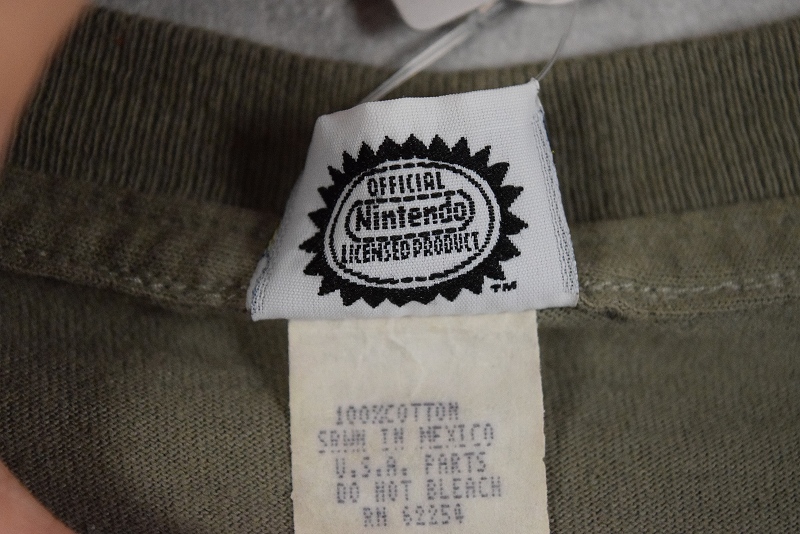 OFFICIAL
Nintendo
LICENSED PRODUCT
TM
100%COTTON
SEWN IN MEXICO
U.S.A. PARTS
DO NOT BLEACH
RN 62254